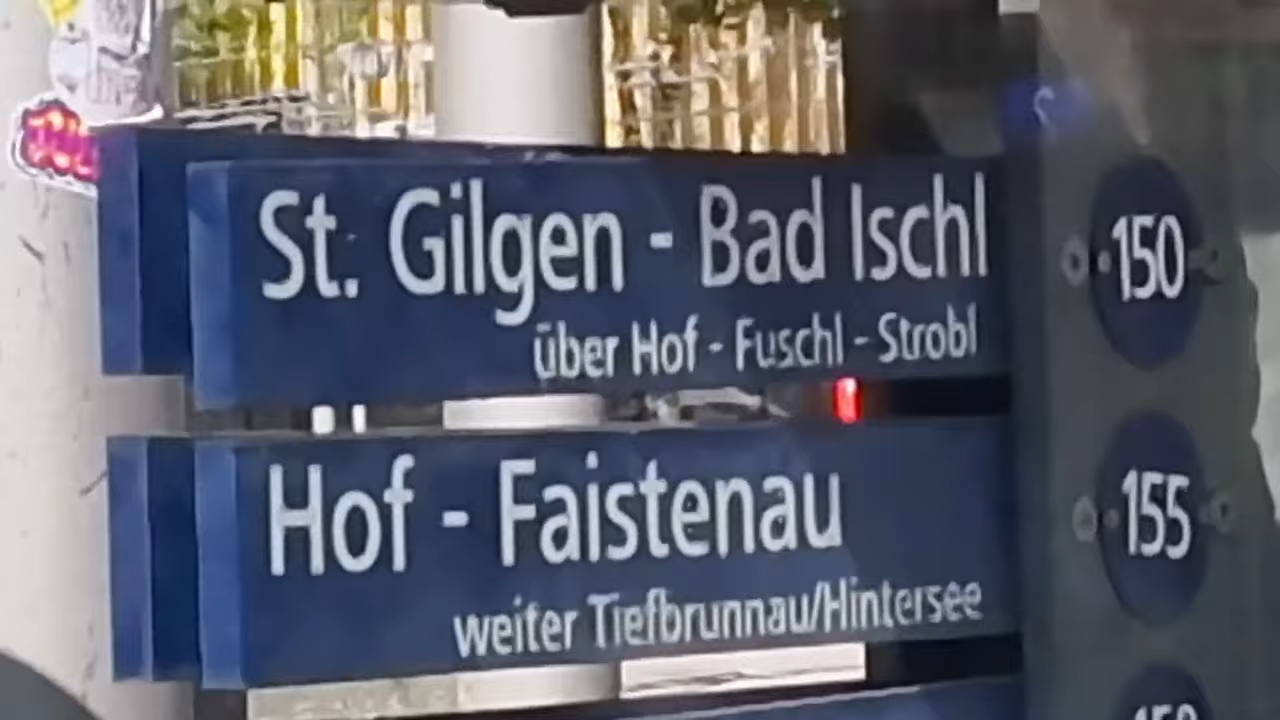 St. Gilgen - Bad Ischl 150
über Hof - Fuschl - Strobl
Hof - Faistenau 155
weiter Tiefbrunnau/Hintersee